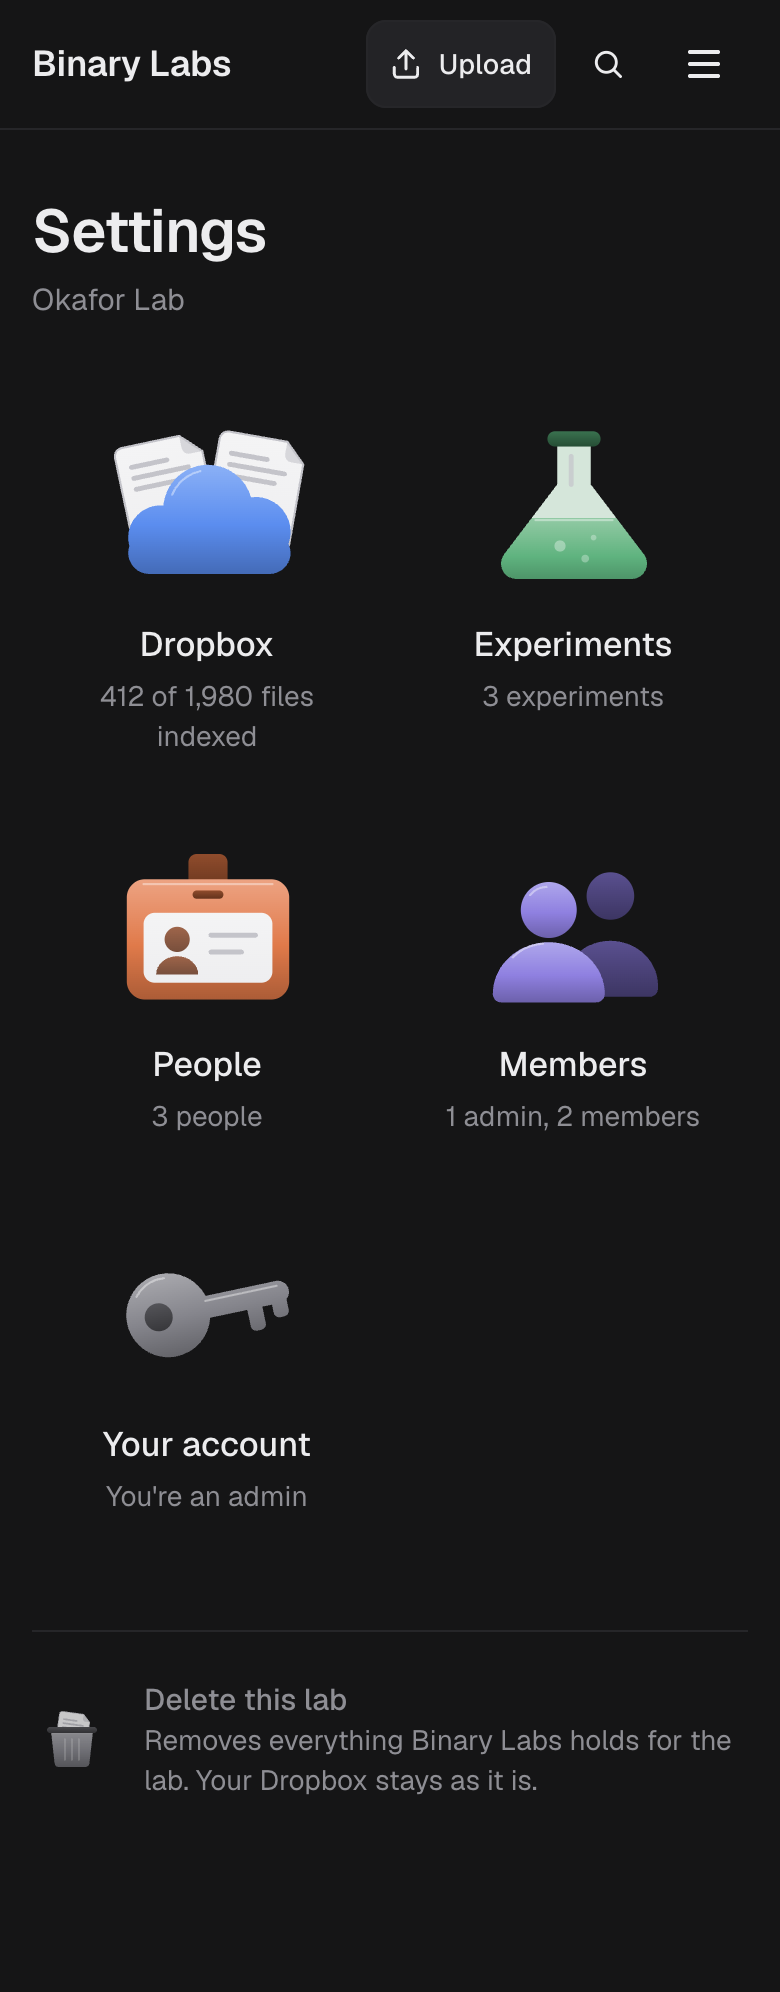 Binary Labs
Upload
Settings
Okafor Lab
Dropbox
412 of 1,980 files
indexed
Experiments
3 experiments
People
3 people
Members
1 admin, 2 members
Your account
You're an admin
Delete this lab
Removes everything Binary Labs holds for the
lab. Your Dropbox stays as it is.